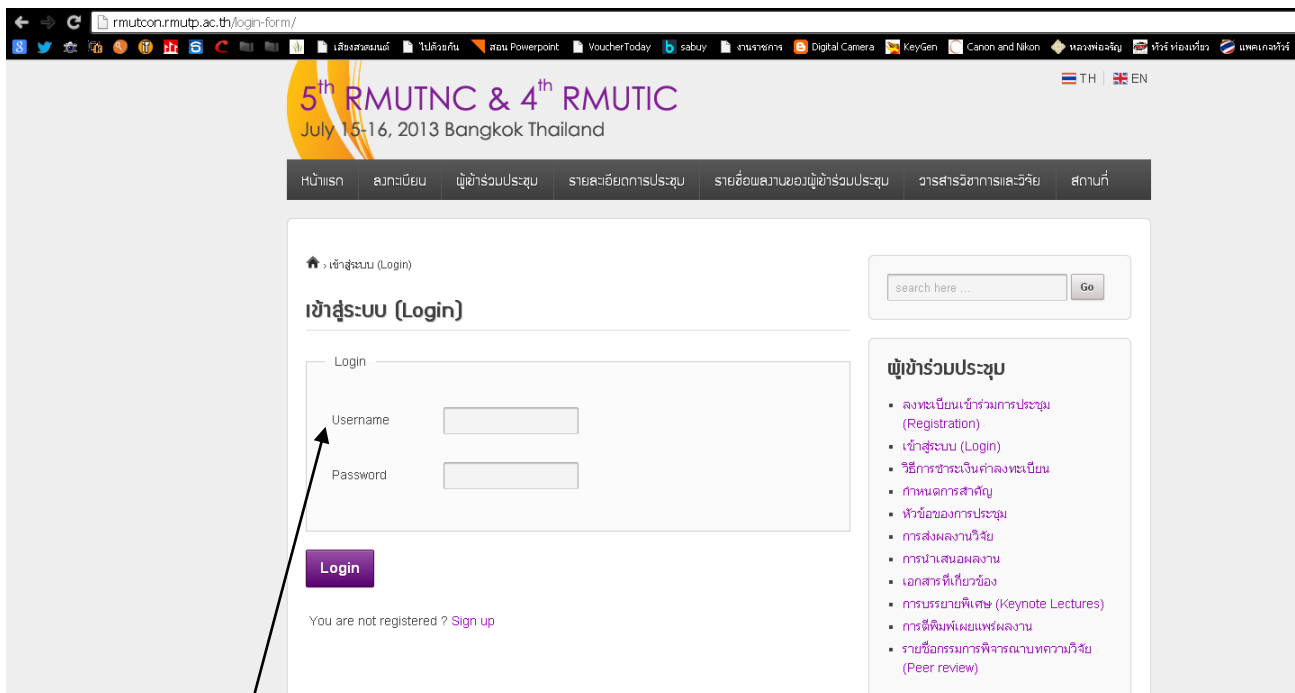 rmutcon.rmutp.ac.th/login-form/
เสียงสวดมนต์ ไปด้วยกัน สอน Powerpoint VoucherToday sabuy งานราชการ Digital Camera KeyGen Canon and Nikon หลวงพ่อจรัญ ทัวร์ ท่องเที่ยว แพคเกจทัวร์
TH | EN
5th RMUTNC & 4th RMUTIC
July 15-16, 2013 Bangkok Thailand
หน้าแรก ลงทะเบียน ผู้เข้าร่วมประชุม รายละเอียดการประชุม รายชื่อผลงานของผู้เข้าร่วมประชุม วารสารวิชาการและวิจัย สถานที่
› เข้าสู่ระบบ (Login)
เข้าสู่ระบบ (Login)
Login
Username
Password
Login
You are not registered ? Sign up
search here ... Go
ผู้เข้าร่วมประชุม
ลงทะเบียนเข้าร่วมการประชุม
(Registration)
เข้าสู่ระบบ (Login)
วิธีการชำระเงินค่าลงทะเบียน
กำหนดการสำคัญ
หัวข้อของการประชุม
การส่งผลงานวิจัย
การนำเสนอผลงาน
เอกสารที่เกี่ยวข้อง
การบรรยายพิเศษ (Keynote Lectures)
การตีพิมพ์เผยแพร่ผลงาน
รายชื่อกรรมการพิจารณาบทความวิจัย
(Peer review)